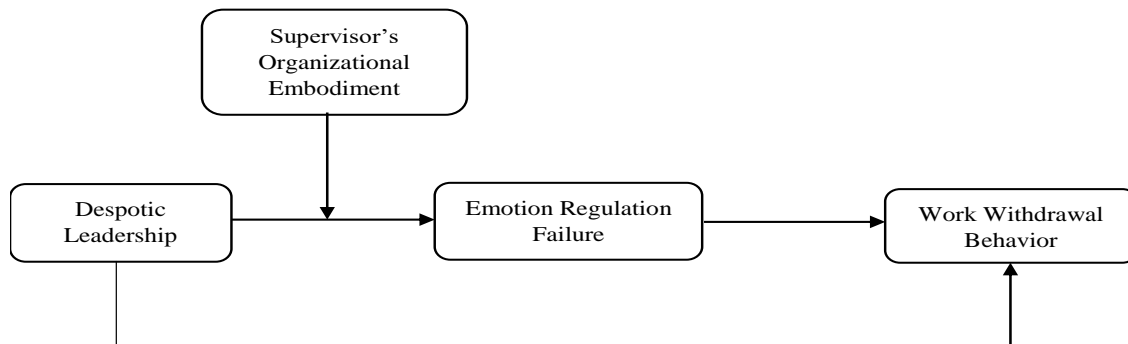 Supervisor’s
Organizational
Embodiment
Despotic
Leadership
Emotion Regulation
Failure
Work Withdrawal
Behavior